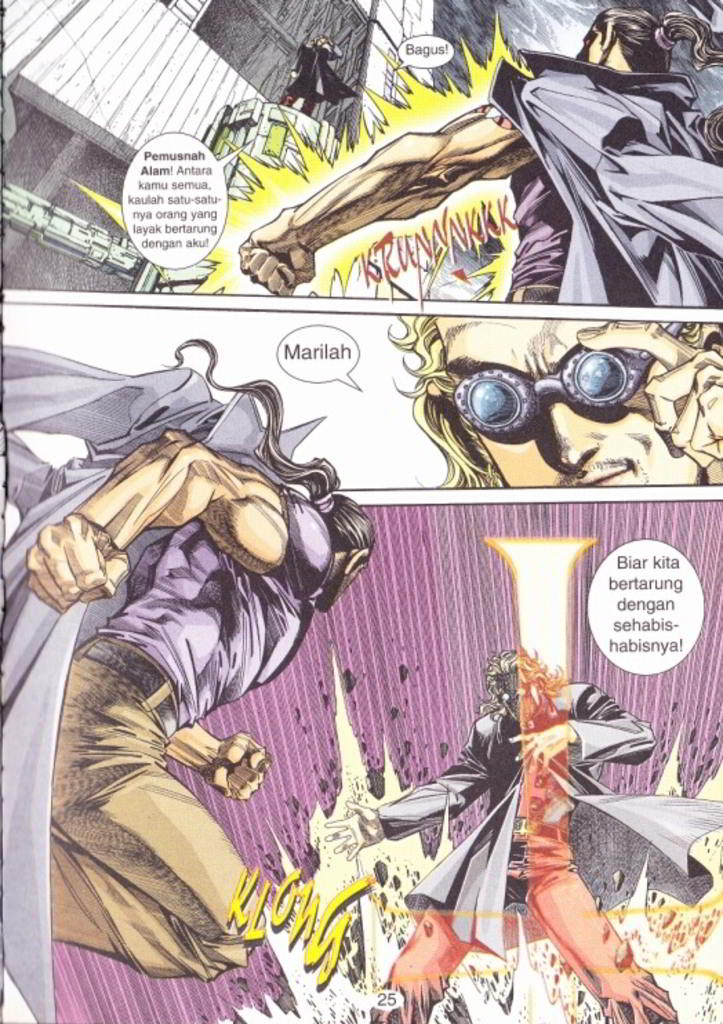 Bagus!
Pemusnah
Alam! Antara
kamu semua,
kaulah satu-satu-
nya orang yang
layak bertarung
dengan aku!
KRUNNNKKK
Marilah
Biar kita
bertarung
dengan
sehabis-
habisnya!
KLONG
25